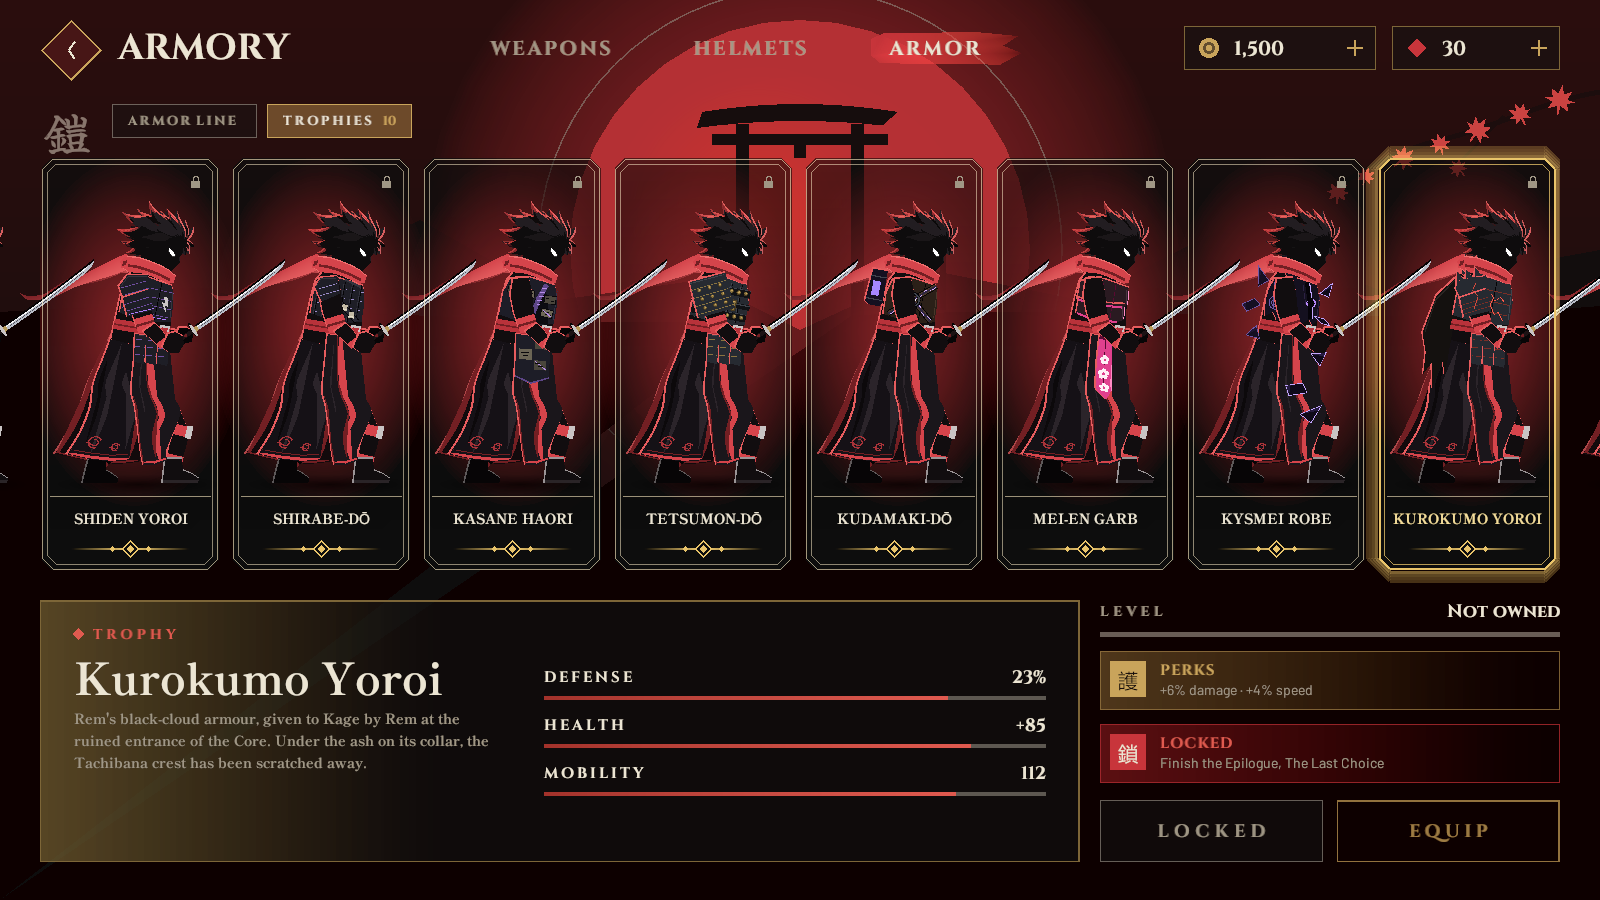 ARMORY
WEAPONS
HELMETS
ARMOR
1,500
30
鎧
ARMOR LINE
TROPHIES 10
SHIDEN YOROI
SHIRABE-DŌ
KASANE HAORI
TETSUMON-DŌ
KUDAMAKI-DŌ
MEI-EN GARB
KYSMEI ROBE
KUROKUMO YOROI
TROPHY
Kurokumo Yoroi
Rem's black-cloud armour, given to Kage by Rem at the
ruined entrance of the Core. Under the ash on its collar, the
Tachibana crest has been scratched away.
DEFENSE 23%
HEALTH +85
MOBILITY 112
LEVEL NOT OWNED
護
PERKS
+6% damage · +4% speed
鎖
LOCKED
Finish the Epilogue, The Last Choice
LOCKED
EQUIP